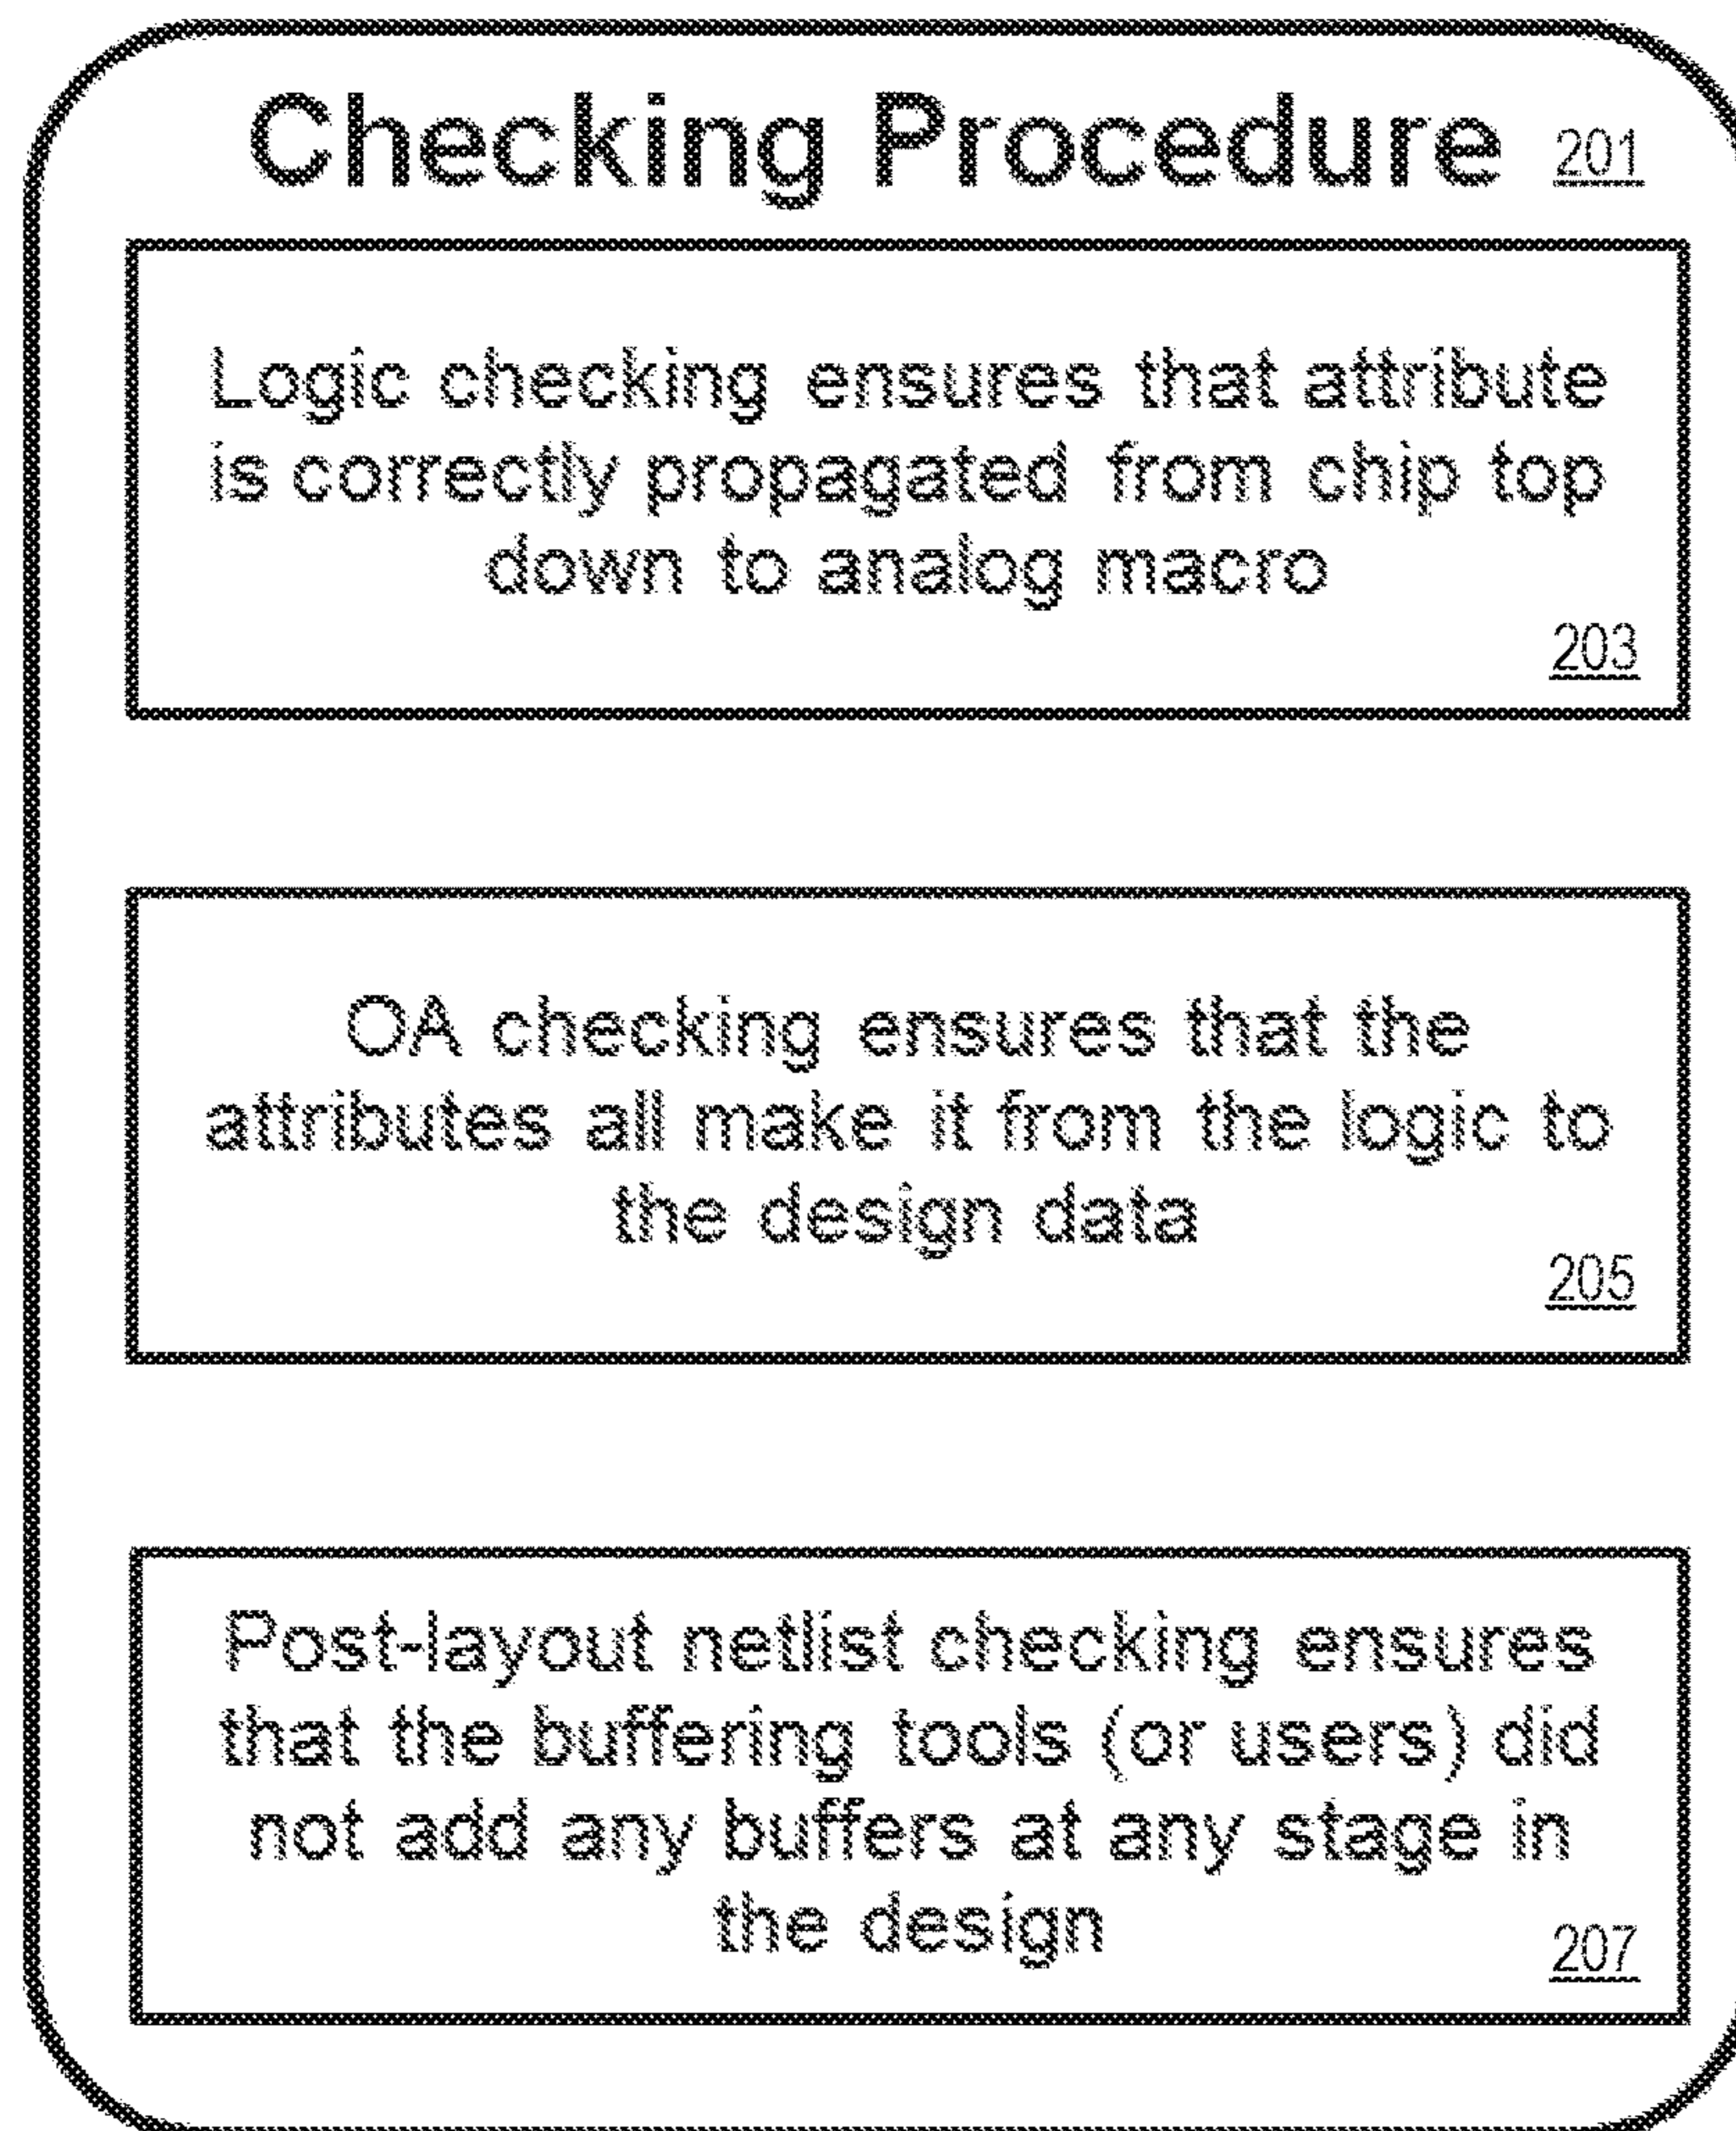 Checking Procedure 201
Logic checking ensures that attribute
is correctly propagated from chip top
down to analog macro
203
OA checking ensures that the
attributes all make it from the logic to
the design data
205
Post-layout netlist checking ensures
that the buffering tools (or users) did
not add any buffers at any stage in
the design
207